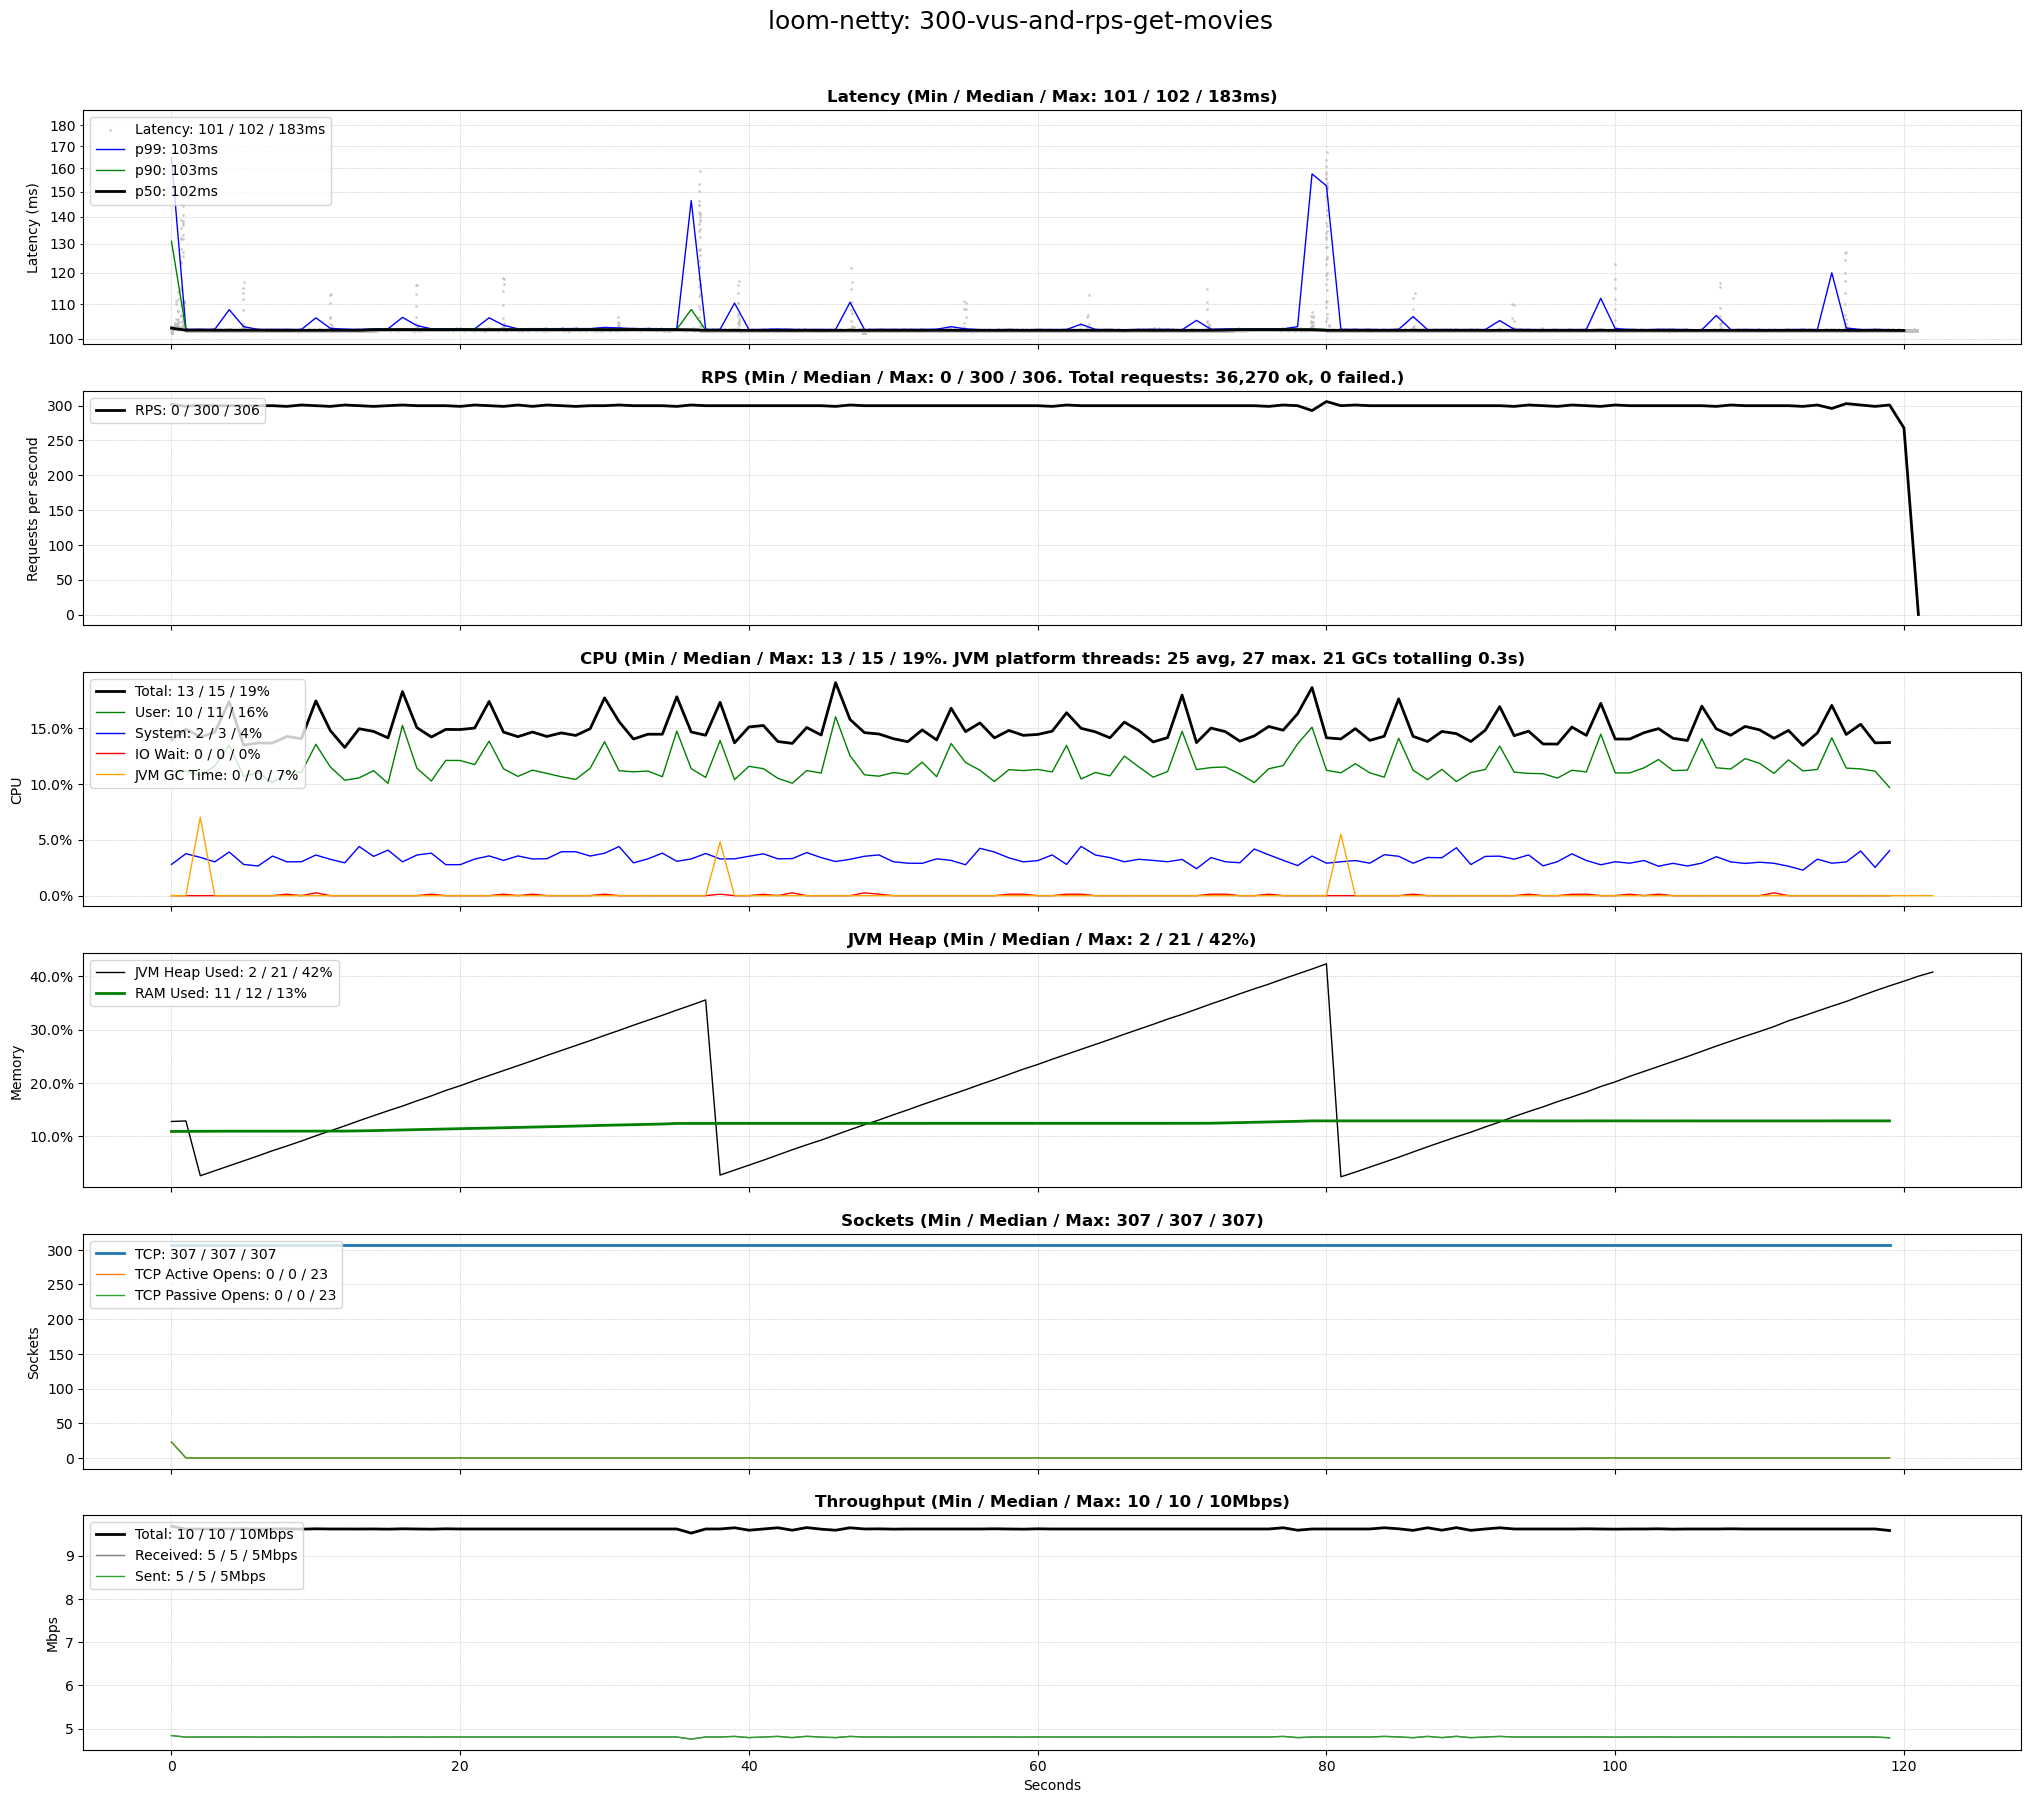 loom-netty: 300-vus-and-rps-get-movies
Latency (Min / Median / Max: 101 / 102 / 183ms)
Latency (ms)
180
170
160
150
140
130
120
110
100
Latency: 101 / 102 / 183ms
p99: 103ms
p90: 103ms
p50: 102ms
RPS (Min / Median / Max: 0 / 300 / 306. Total requests: 36,270 ok, 0 failed.)
Requests per second
300
250
200
150
100
50
0
RPS: 0 / 300 / 306
CPU (Min / Median / Max: 13 / 15 / 19%. JVM platform threads: 25 avg, 27 max. 21 GCs totalling 0.3s)
CPU
15.0%
10.0%
5.0%
0.0%
Total: 13 / 15 / 19%
User: 10 / 11 / 16%
System: 2 / 3 / 4%
IO Wait: 0 / 0 / 0%
JVM GC Time: 0 / 0 / 7%
JVM Heap (Min / Median / Max: 2 / 21 / 42%)
Memory
40.0%
30.0%
20.0%
10.0%
JVM Heap Used: 2 / 21 / 42%
RAM Used: 11 / 12 / 13%
Sockets (Min / Median / Max: 307 / 307 / 307)
Sockets
300
250
200
150
100
50
0
TCP: 307 / 307 / 307
TCP Active Opens: 0 / 0 / 23
TCP Passive Opens: 0 / 0 / 23
Throughput (Min / Median / Max: 10 / 10 / 10Mbps)
Mbps
9
8
7
6
5
Total: 10 / 10 / 10Mbps
Received: 5 / 5 / 5Mbps
Sent: 5 / 5 / 5Mbps
0 20 40 60 80 100 120
Seconds